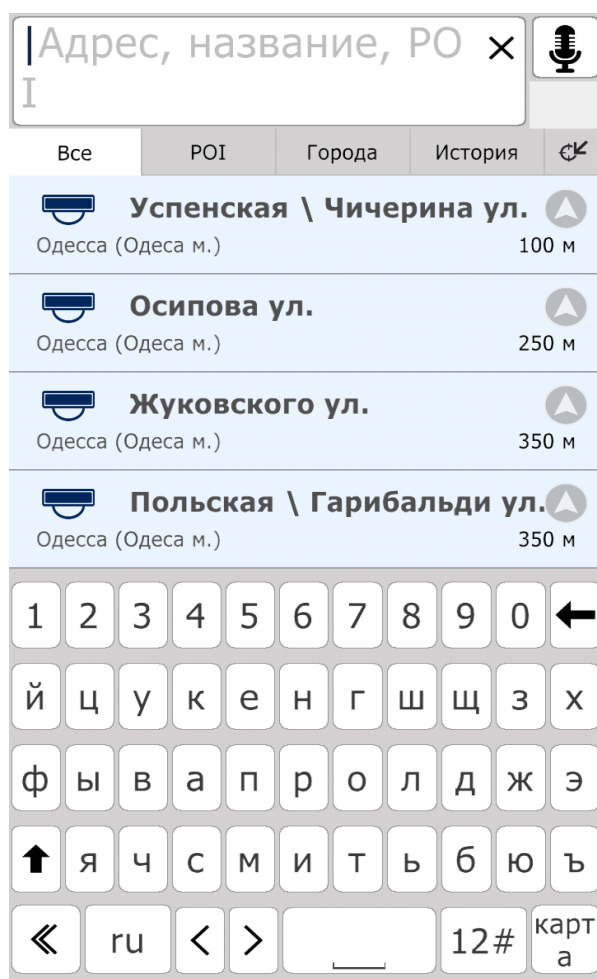 Адрес, название, PO
I
Все POI Города История
Успенская \ Чичерина ул.
Одесса (Одеса м.) 100 м
Осипова ул.
Одесса (Одеса м.) 250 м
Жуковского ул.
Одесса (Одеса м.) 350 м
Польская \ Гарибальди ул.
Одесса (Одеса м.) 350 м
1 2 3 4 5 6 7 8 9 0
й ц у к е н г ш щ з х
ф ы в а п р о л д ж э
я ч с м и т ь б ю ъ
ru < > 12# карт
а